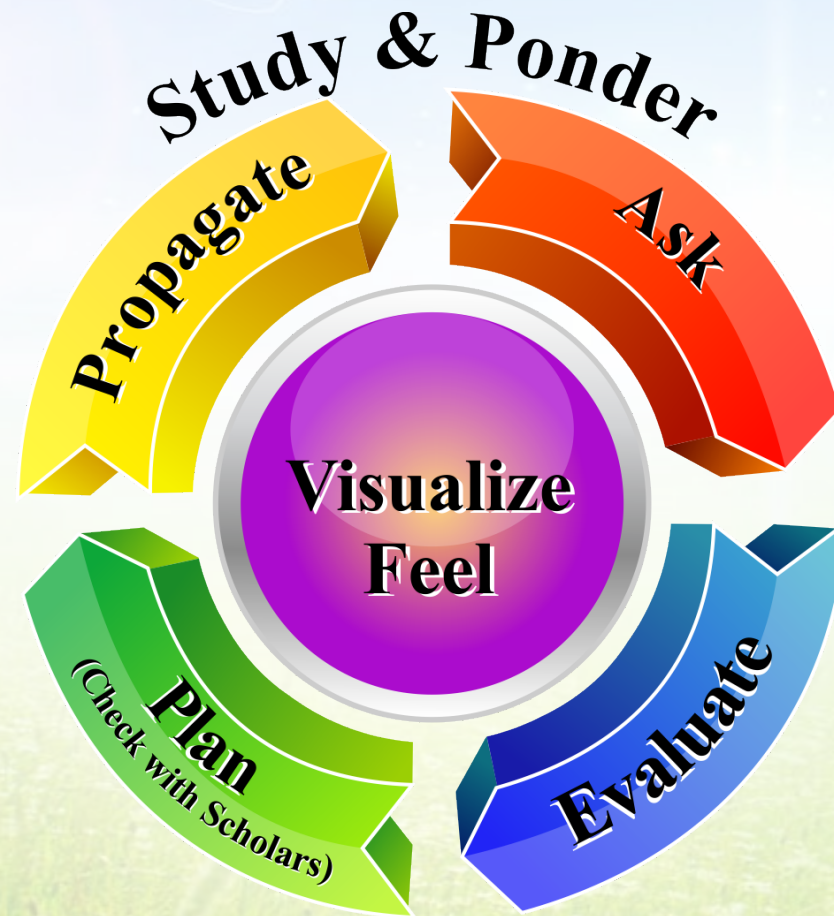 Study & Ponder
Ask
Evaluate
Plan
(Check with Scholars)
Propagate
Visualize
Feel